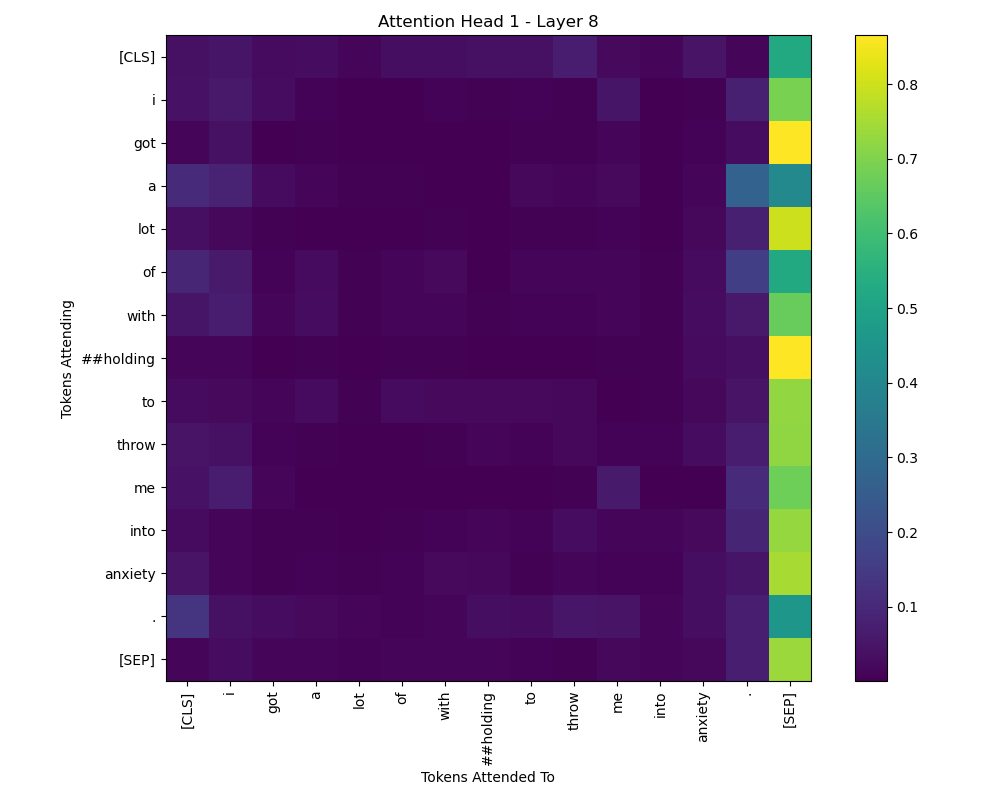 Attention Head 1 - Layer 8
Tokens Attending
[CLS]
i
got
a
lot
of
with
##holding
to
throw
me
into
anxiety
.
[SEP]
[CLS]
i
got
a
lot
of
with
##holding
to
throw
me
into
anxiety
.
[SEP]
Tokens Attended To
0.8
0.7
0.6
0.5
0.4
0.3
0.2
0.1